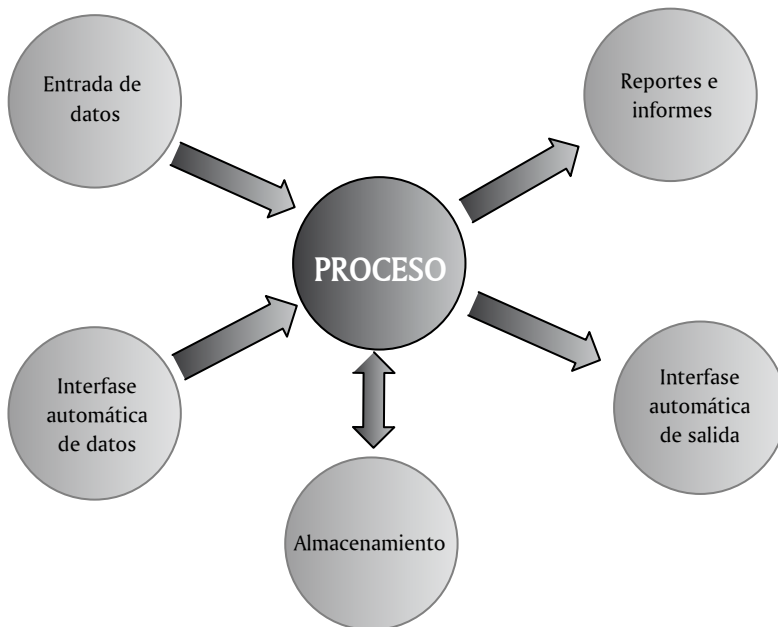 Entrada de
datos
Reportes e
informes
PROCESO
Interfase
automática
de datos
Interfase
automática
de salida
Almacenamiento